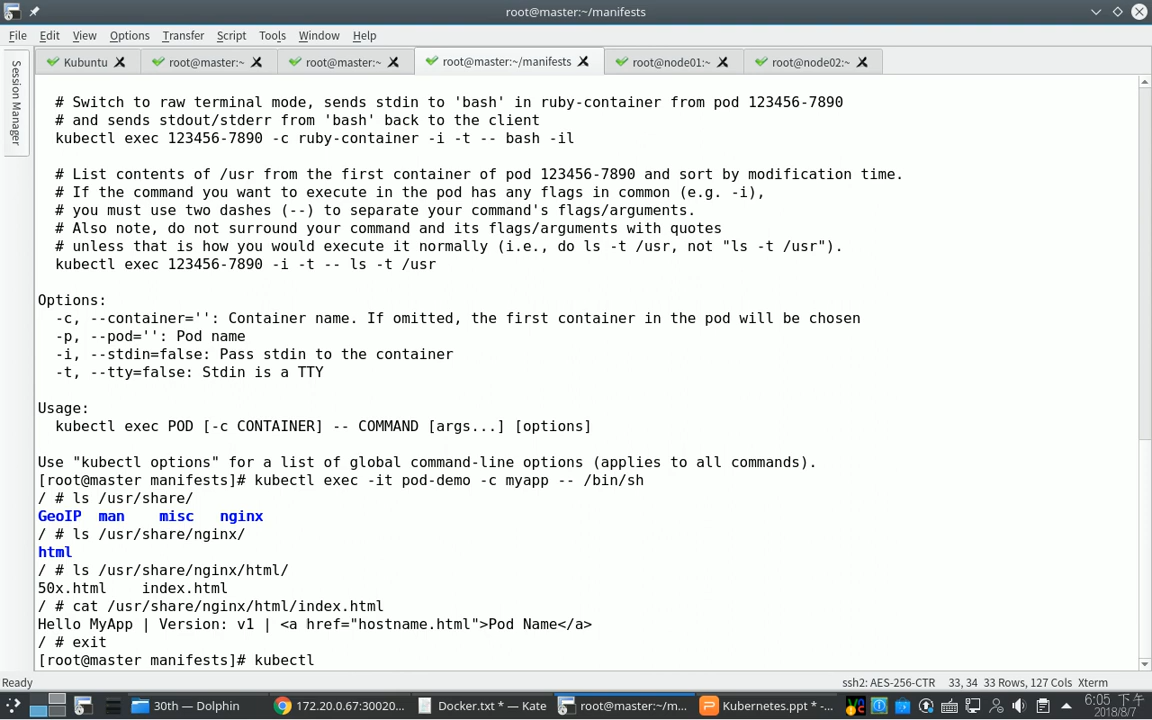 root@master:~/manifests
File Edit View Options Transfer Script Tools Window Help
Session Manager
Kubuntu root@master:~ root@master:~ root@master:~/manifests root@node01:~ root@node02:~
# Switch to raw terminal mode, sends stdin to 'bash' in ruby-container from pod 123456-7890
# and sends stdout/stderr from 'bash' back to the client
kubectl exec 123456-7890 -c ruby-container -i -t -- bash -il
# List contents of /usr from the first container of pod 123456-7890 and sort by modification time.
# If the command you want to execute in the pod has any flags in common (e.g. -i),
# you must use two dashes (--) to separate your command's flags/arguments.
# Also note, do not surround your command and its flags/arguments with quotes
# unless that is how you would execute it normally (i.e., do ls -t /usr, not "ls -t /usr").
kubectl exec 123456-7890 -i -t -- ls -t /usr
Options:
-c, --container='': Container name. If omitted, the first container in the pod will be chosen
-p, --pod='': Pod name
-i, --stdin=false: Pass stdin to the container
-t, --tty=false: Stdin is a TTY
Usage:
kubectl exec POD [-c CONTAINER] -- COMMAND [args...] [options]
Use "kubectl options" for a list of global command-line options (applies to all commands).
[root@master manifests]# kubectl exec -it pod-demo -c myapp -- /bin/sh
/ # ls /usr/share/
GeoIP man misc nginx
/ # ls /usr/share/nginx/
html
/ # ls /usr/share/nginx/html/
50x.html index.html
/ # cat /usr/share/nginx/html/index.html
Hello MyApp | Version: v1 | <a href="hostname.html">Pod Name</a>
/ # exit
[root@master manifests]# kubectl
Ready ssh2: AES-256-CTR 33, 34 33 Rows, 127 Cols Xterm
30th — Dolphin 172.20.0.67:30020... Docker.txt * — Kate root@master:~/m... Kubernetes.ppt * -... 6:05 下午
2018/8/7